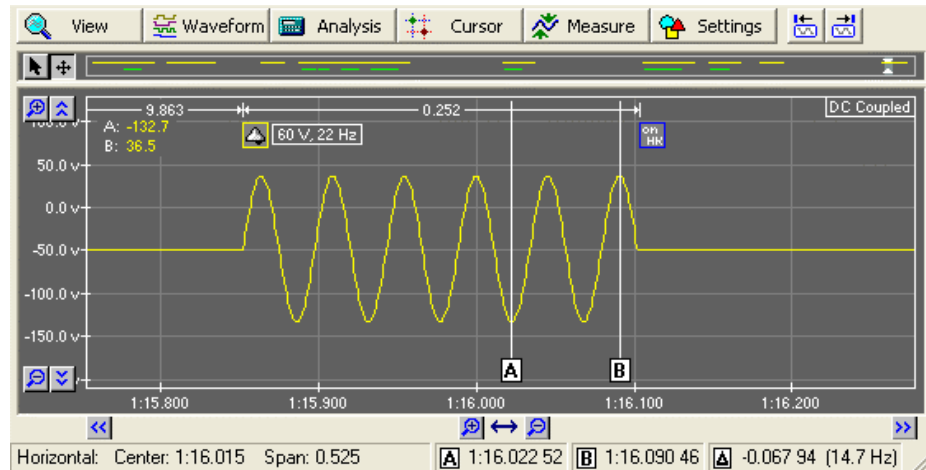 View Waveform Analysis Cursor Measure Settings
9.863 0.252 DC Coupled
A: -132.7
B: 36.5
60 V, 22 Hz
on HK
50.0 v
0.0 v
-50.0 v
-100.0 v
-150.0 v
A B
1:15.800 1:15.900 1:16.000 1:16.100 1:16.200
Horizontal: Center: 1:16.015 Span: 0.525 A 1:16.022 52 B 1:16.090 46 Δ -0.067 94 (14.7 Hz)